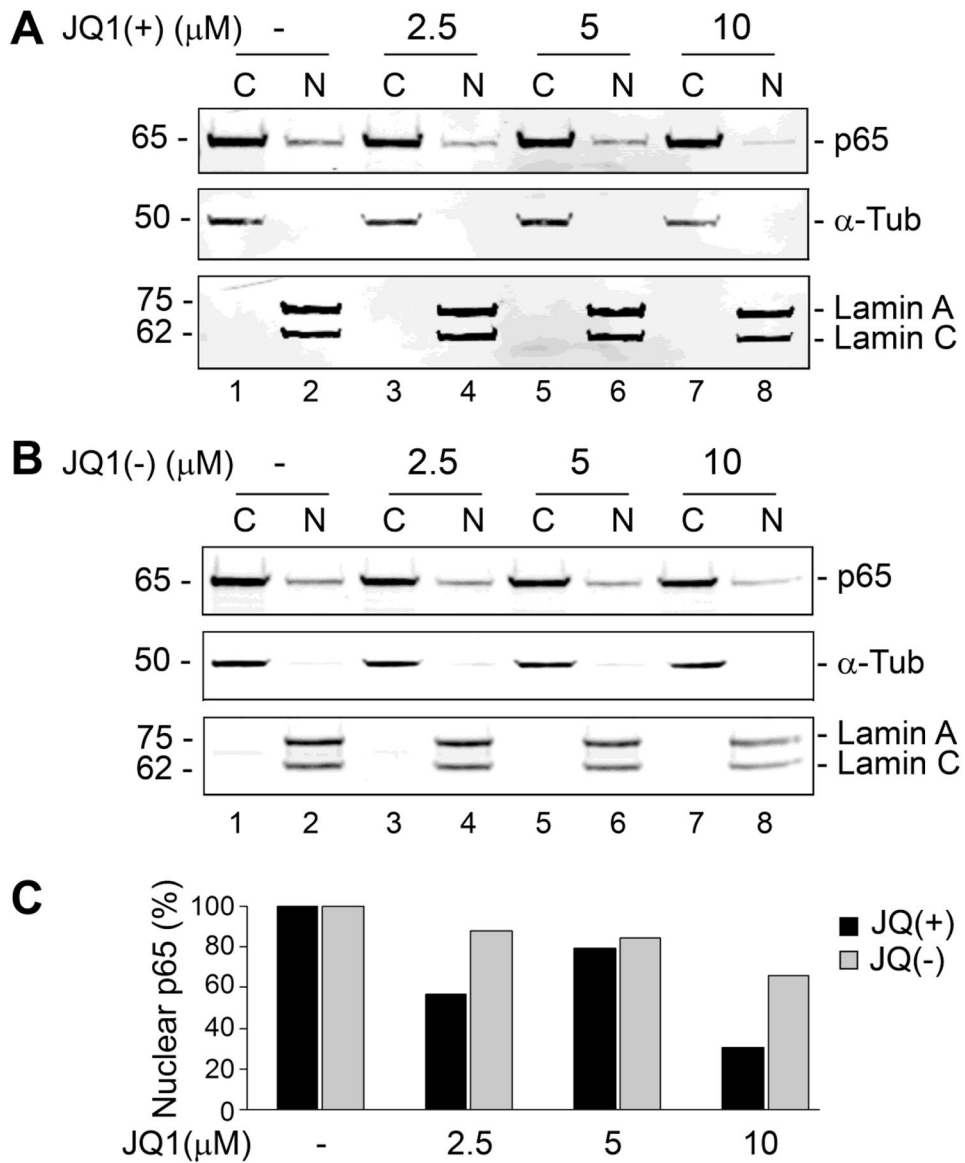 A JQ1(+) (μM) - 2.5 5 10
C N C N C N C N
65 - - p65
50 - - α-Tub
75 - - Lamin A
62 - - Lamin C
1 2 3 4 5 6 7 8
B JQ1(-) (μM) - 2.5 5 10
C N C N C N C N
65 - - p65
50 - - α-Tub
75 - - Lamin A
62 - - Lamin C
1 2 3 4 5 6 7 8
C
Nuclear p65 (%)
100
80
60
40
20
0
JQ(+)
JQ(-)
JQ1(μM) - 2.5 5 10